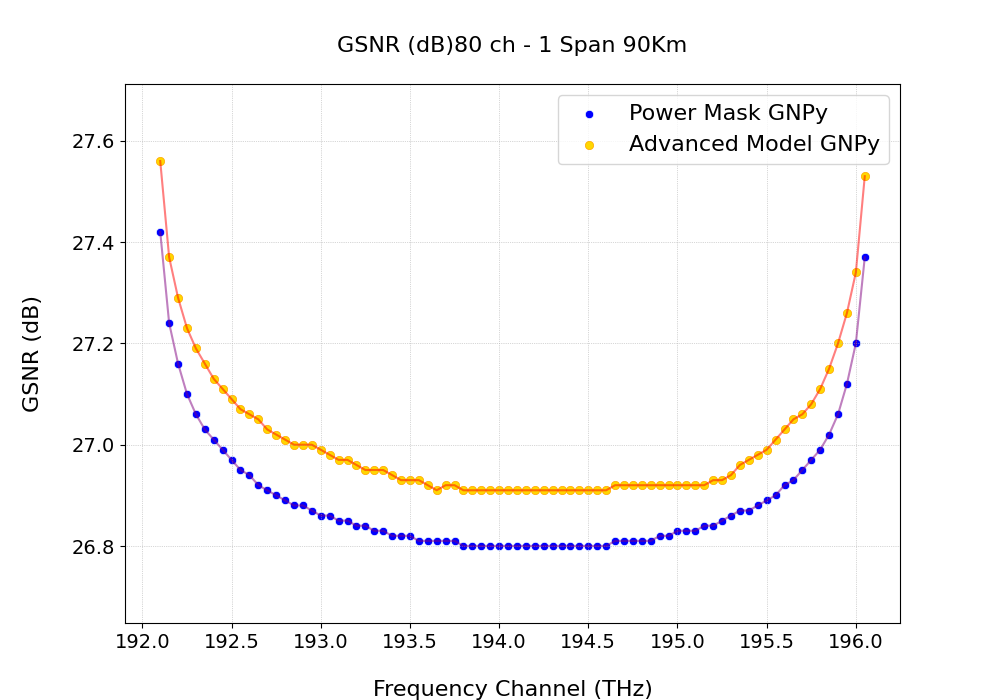 GSNR (dB)80 ch - 1 Span 90Km
Power Mask GNPy
Advanced Model GNPy
GSNR (dB)
27.6
27.4
27.2
27.0
26.8
192.0 192.5 193.0 193.5 194.0 194.5 195.0 195.5 196.0
Frequency Channel (THz)